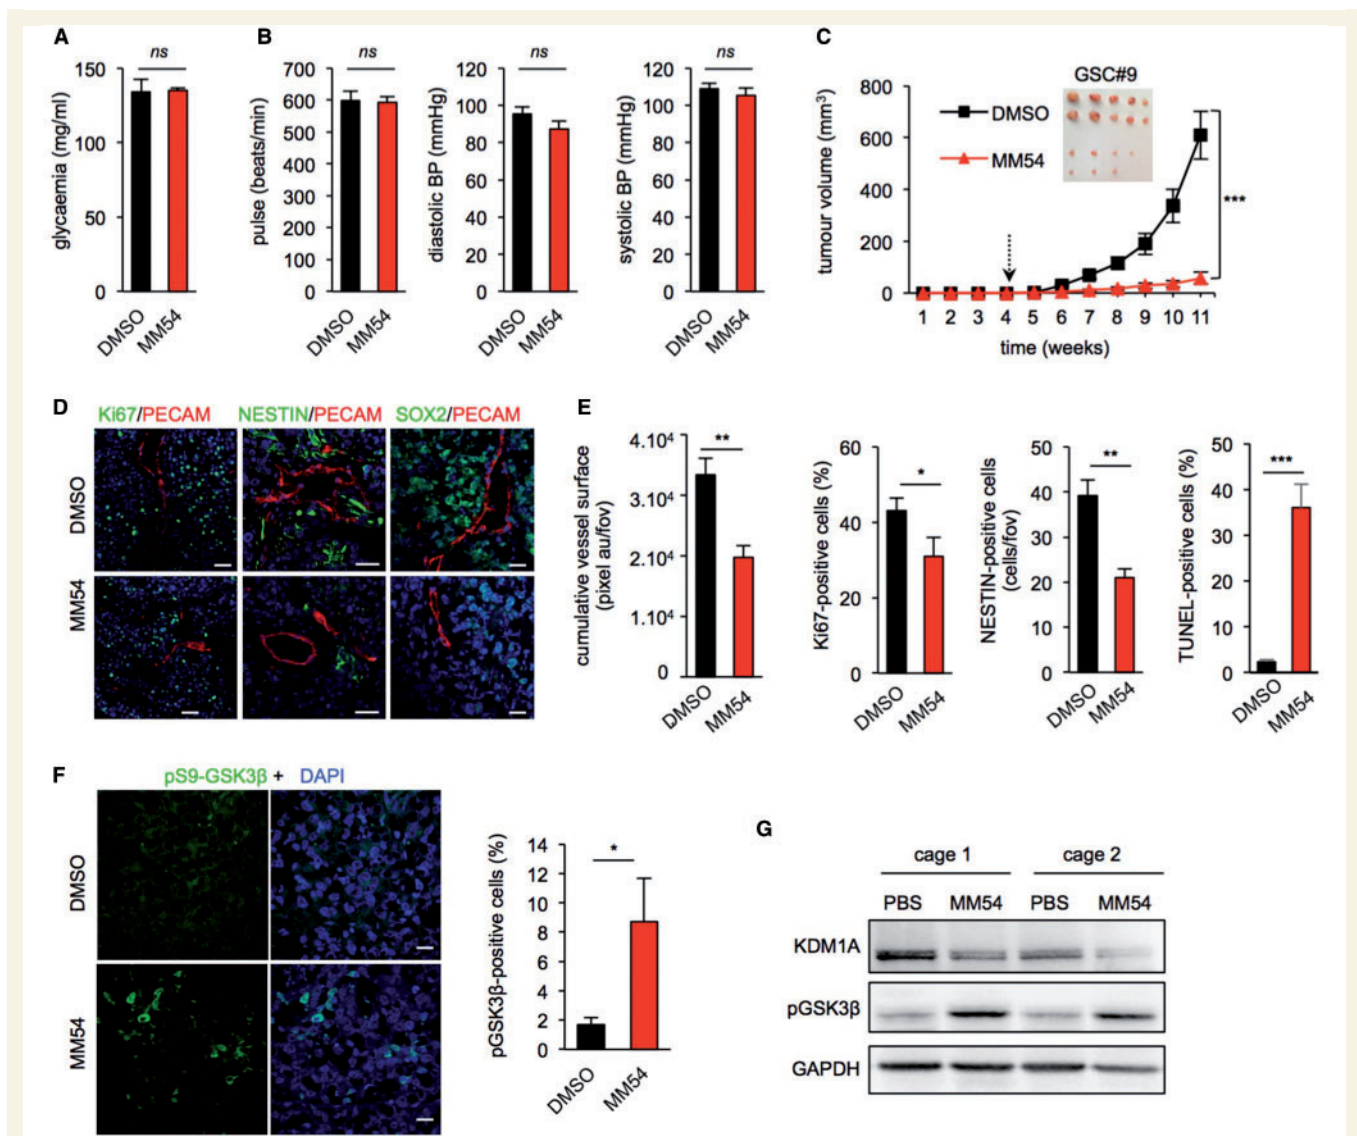 A
ns
glycaemia (mg/ml)
150
100
50
0
DMSO
MM54
B
ns
pulse (beats/min)
700
600
500
400
300
200
100
0
DMSO
MM54
ns
diastolic BP (mmHg)
120
100
80
60
40
20
0
DMSO
MM54
ns
systolic BP (mmHg)
120
100
80
60
40
20
0
DMSO
MM54
C
GSC#9
DMSO
MM54
tumour volume (mm³)
800
600
400
200
0
***
1 2 3 4 5 6 7 8 9 10 11
time (weeks)
D
Ki67/PECAM NESTIN/PECAM SOX2/PECAM
DMSO
MM54
E
cumulative vessel surface
(pixel au/fov)
4.10⁴
3.10⁴
2.10⁴
1.10⁴
0
**
DMSO
MM54
Ki67-positive cells (%)
60
40
20
0
*
DMSO
MM54
NESTIN-positive cells
(cells/fov)
50
40
30
20
10
0
**
DMSO
MM54
TUNEL-positive cells (%)
50
40
30
20
10
0
***
DMSO
MM54
F
pS9-GSK3β + DAPI
DMSO
MM54
pGSK3β-positive cells (%)
14
12
10
8
6
4
2
0
*
DMSO
MM54
G
cage 1 cage 2
PBS MM54 PBS MM54
KDM1A
pGSK3β
GAPDH